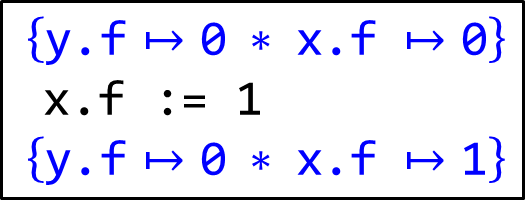 {y.f ↦ 0 * x.f ↦ 0}
x.f := 1
{y.f ↦ 0 * x.f ↦ 1}